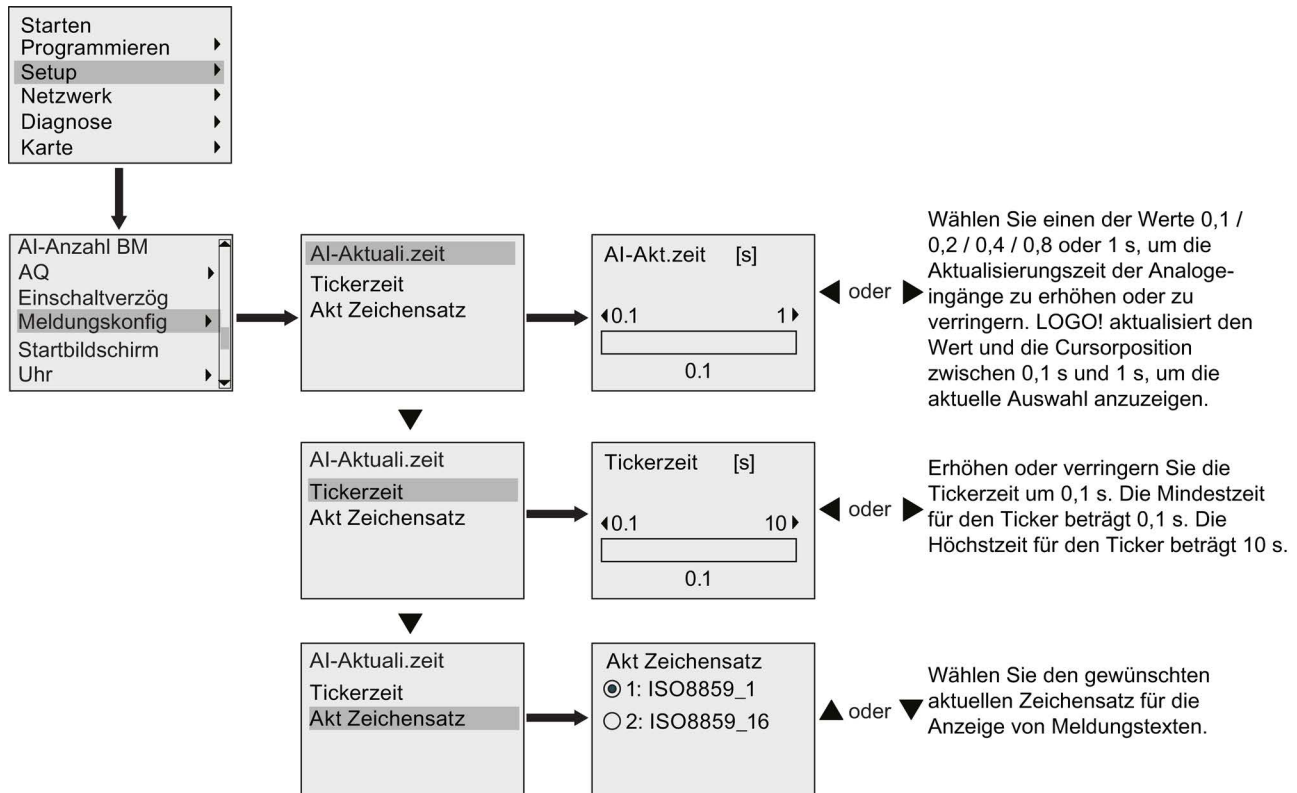 Starten
Programmieren
Setup
Netzwerk
Diagnose
Karte
AI-Anzahl BM
AQ
Einschaltverzög
Meldungskonfig
Startbildschirm
Uhr
AI-Aktuali.zeit
Tickerzeit
Akt Zeichensatz
AI-Akt.zeit [s]
0.1 1
0.1
oder
Wählen Sie einen der Werte 0,1 /
0,2 / 0,4 / 0,8 oder 1 s, um die
Aktualisierungszeit der Analoge-
ingänge zu erhöhen oder zu
verringern. LOGO! aktualisiert den
Wert und die Cursorposition
zwischen 0,1 s und 1 s, um die
aktuelle Auswahl anzuzeigen.
AI-Aktuali.zeit
Tickerzeit
Akt Zeichensatz
Tickerzeit [s]
0.1 10
0.1
oder
Erhöhen oder verringern Sie die
Tickerzeit um 0,1 s. Die Mindestzeit
für den Ticker beträgt 0,1 s. Die
Höchstzeit für den Ticker beträgt 10 s.
AI-Aktuali.zeit
Tickerzeit
Akt Zeichensatz
Akt Zeichensatz
1: ISO8859_1
2: ISO8859_16
oder
Wählen Sie den gewünschten
aktuellen Zeichensatz für die
Anzeige von Meldungstexten.